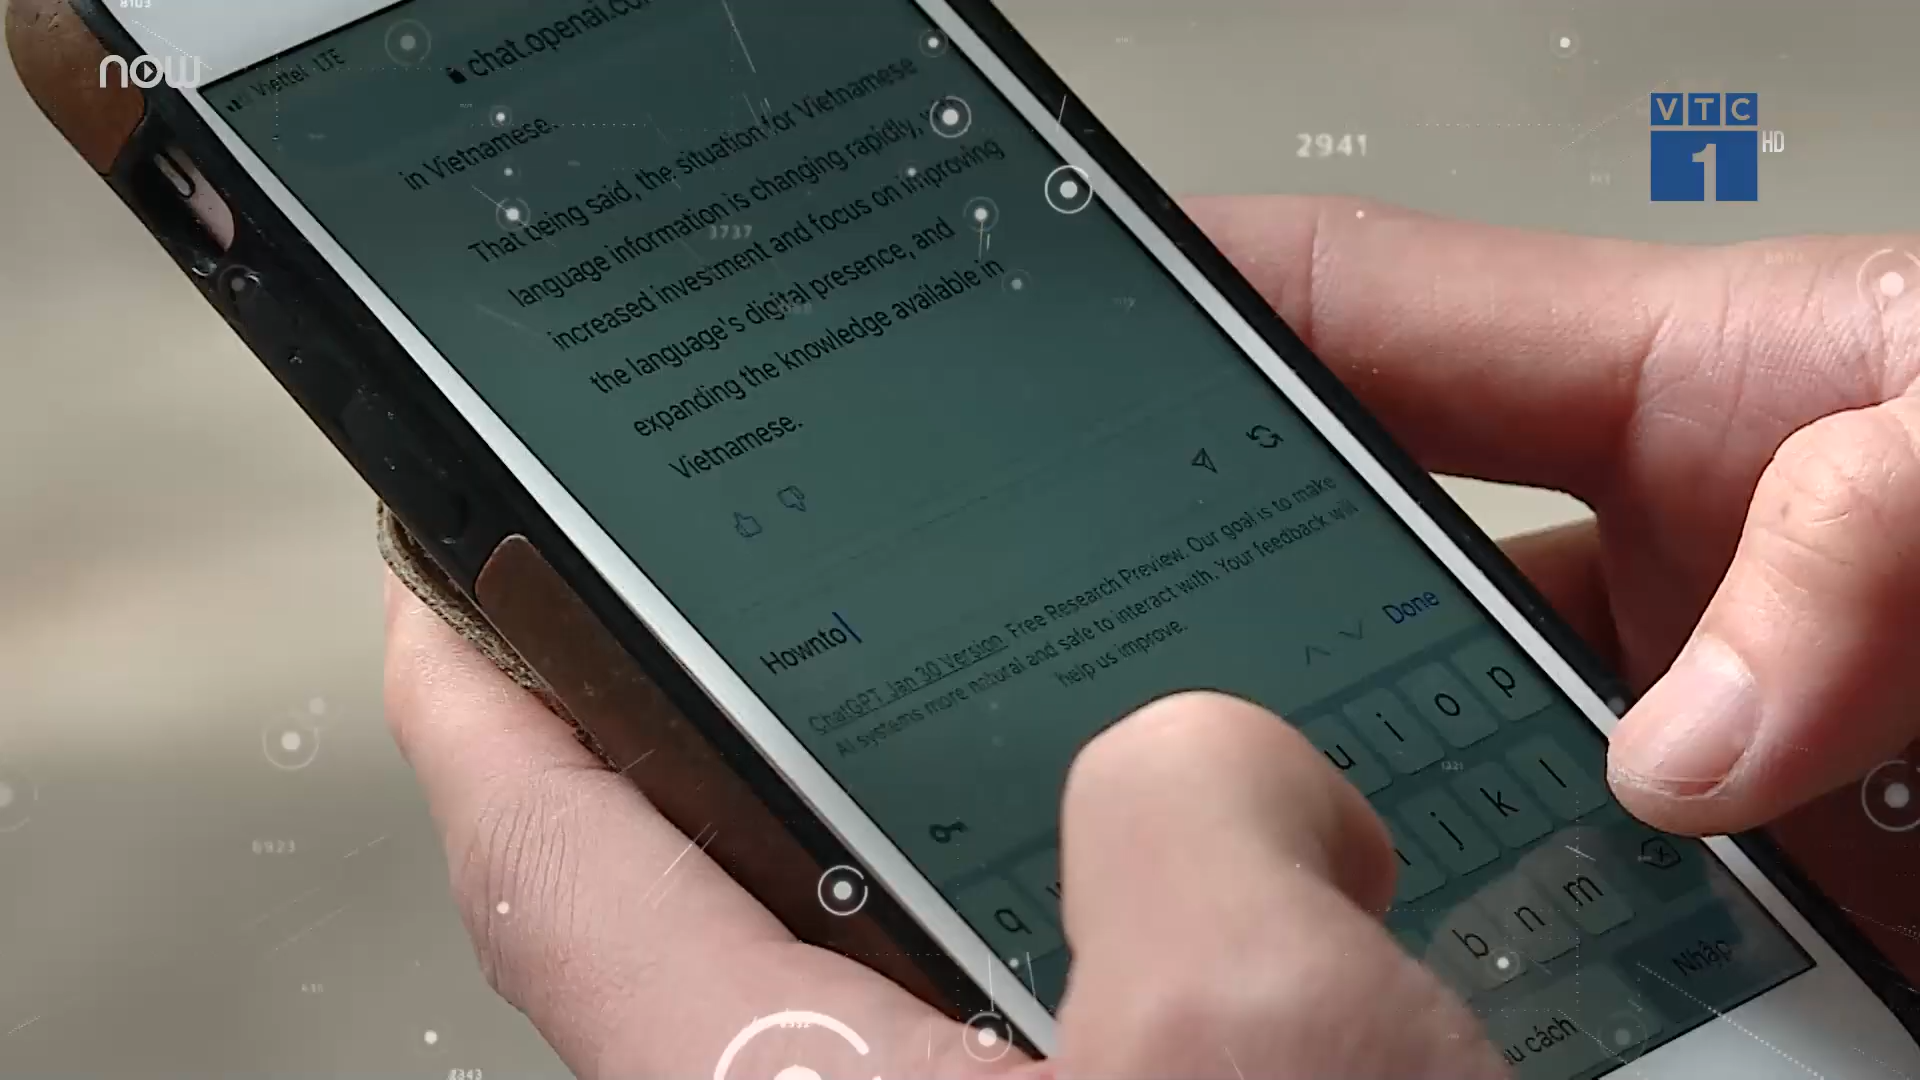 now
VTC
1
HD
2941
3737
8923
Viettel LTE
chat.openai.co
in Vietnamese.
That being said, the situation for Vietnamese
language information is changing rapidly,
increased investment and focus on improving
the language's digital presence, and
expanding the knowledge available in
Vietnamese.
Hownto
ChatGPT Jan 30 Version. Free Research Preview. Our goal is to make
AI systems more natural and safe to interact with. Your feedback will
help us improve.
Done
q u i o p
j k l
b n m
Nhập
cách